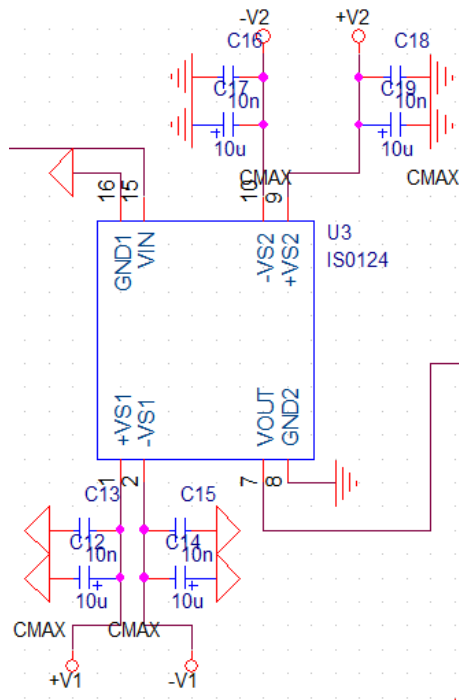 -V2
+V2
C16
C18
C17
10n
C19
10n
+
10u
+
10u
CMAX
CMAX
16
15
10
9
GND1
VIN
-VS2
+VS2
U3
IS0124
+VS1
-VS1
VOUT
GND2
1
2
7
8
C13
C15
C12
10n
C14
10n
+
10u
+
10u
CMAX
CMAX
+V1
-V1